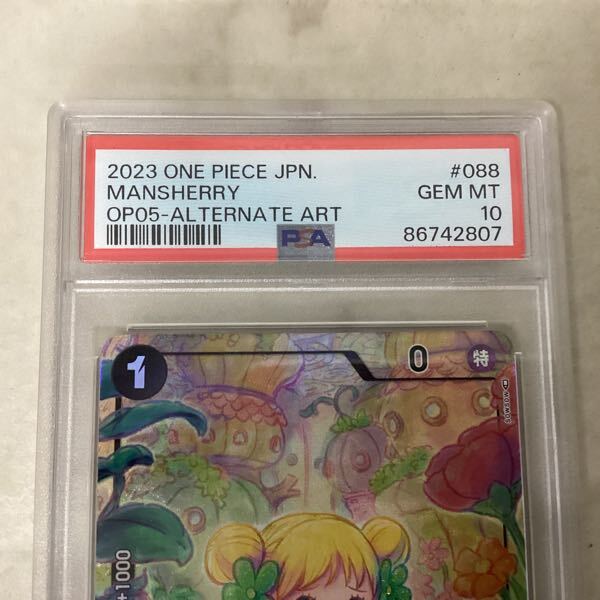 2023 ONE PIECE JPN. #088
MANSHERRY GEM MT
OP05-ALTERNATE ART 10
PSA 86742807
1 0 特
+1000